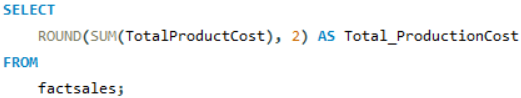 SELECT
ROUND(SUM(TotalProductCost), 2) AS Total_ProductionCost
FROM
factsales;